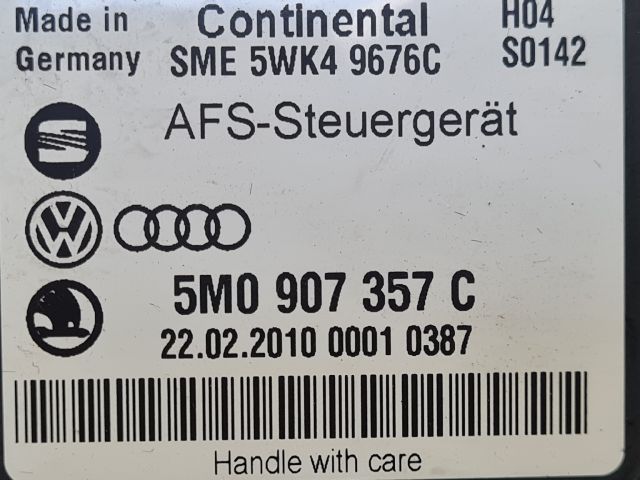 Made in Continental H04
Germany SME 5WK4 9676C S0142
AFS-Steuergerät
5M0 907 357 C
22.02.2010 0001 0387
Handle with care